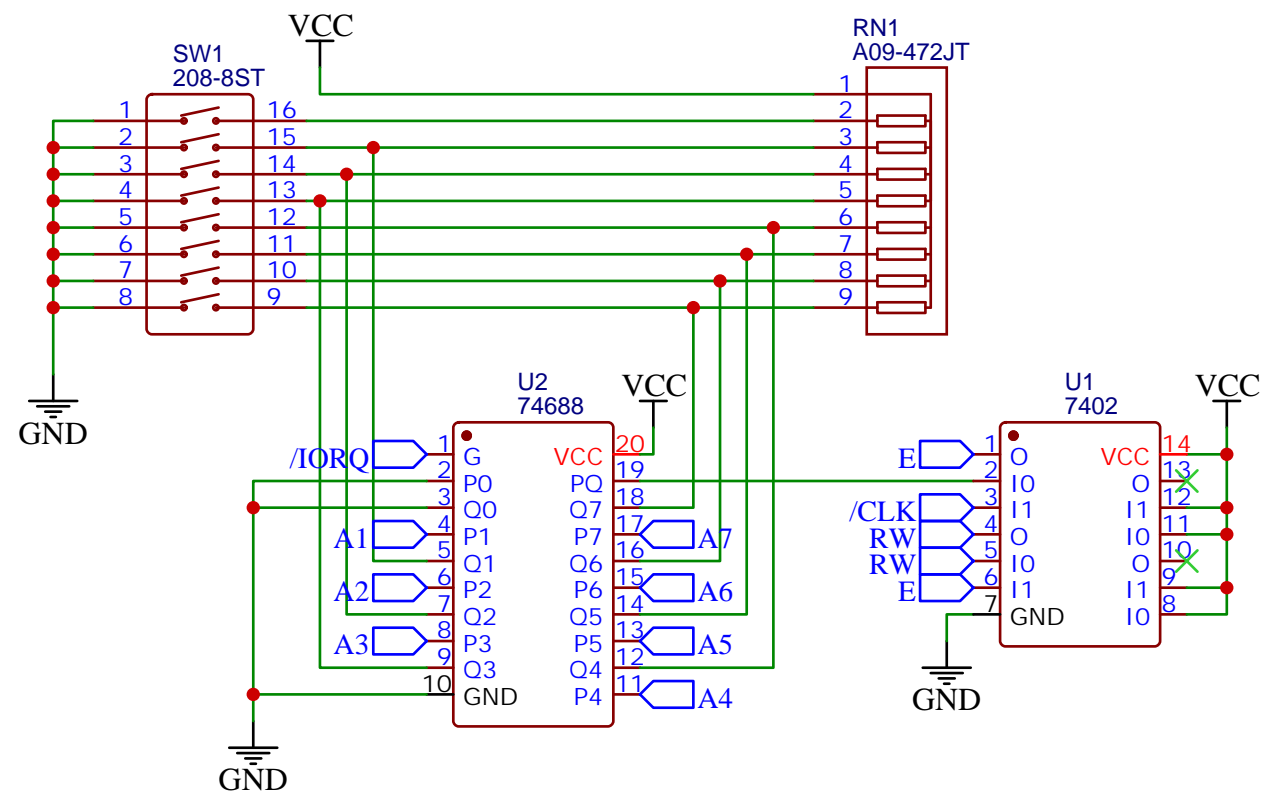 VCC
SW1
208-8ST
RN1
A09-472JT
1
1 16 2
2 15 3
3 14 4
4 13 5
5 12 6
6 11 7
7 10 8
8 9 9
GND
U2
74688
VCC
/IORQ 1 G VCC 20
2 P0 PQ 19
3 Q0 Q7 18
A1 4 P1 P7 17 A7
5 Q1 Q6 16
A2 6 P2 P6 15 A6
7 Q2 Q5 14
A3 8 P3 P5 13 A5
9 Q3 Q4 12
10 GND P4 11 A4
GND
U1
7402
VCC
E 1 O VCC 14
2 I0 O 13
/CLK 3 I1 I1 12
RW 4 O I0 11
RW 5 I0 O 10
E 6 I1 I1 9
7 GND I0 8
GND